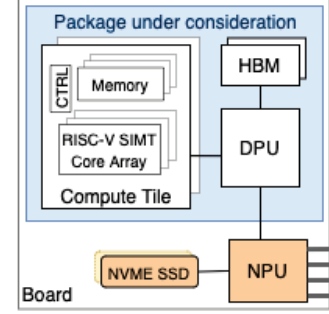 Package under consideration
CTRL
Memory
RISC-V SIMT
Core Array
Compute Tile
HBM
DPU
NVME SSD
NPU
Board